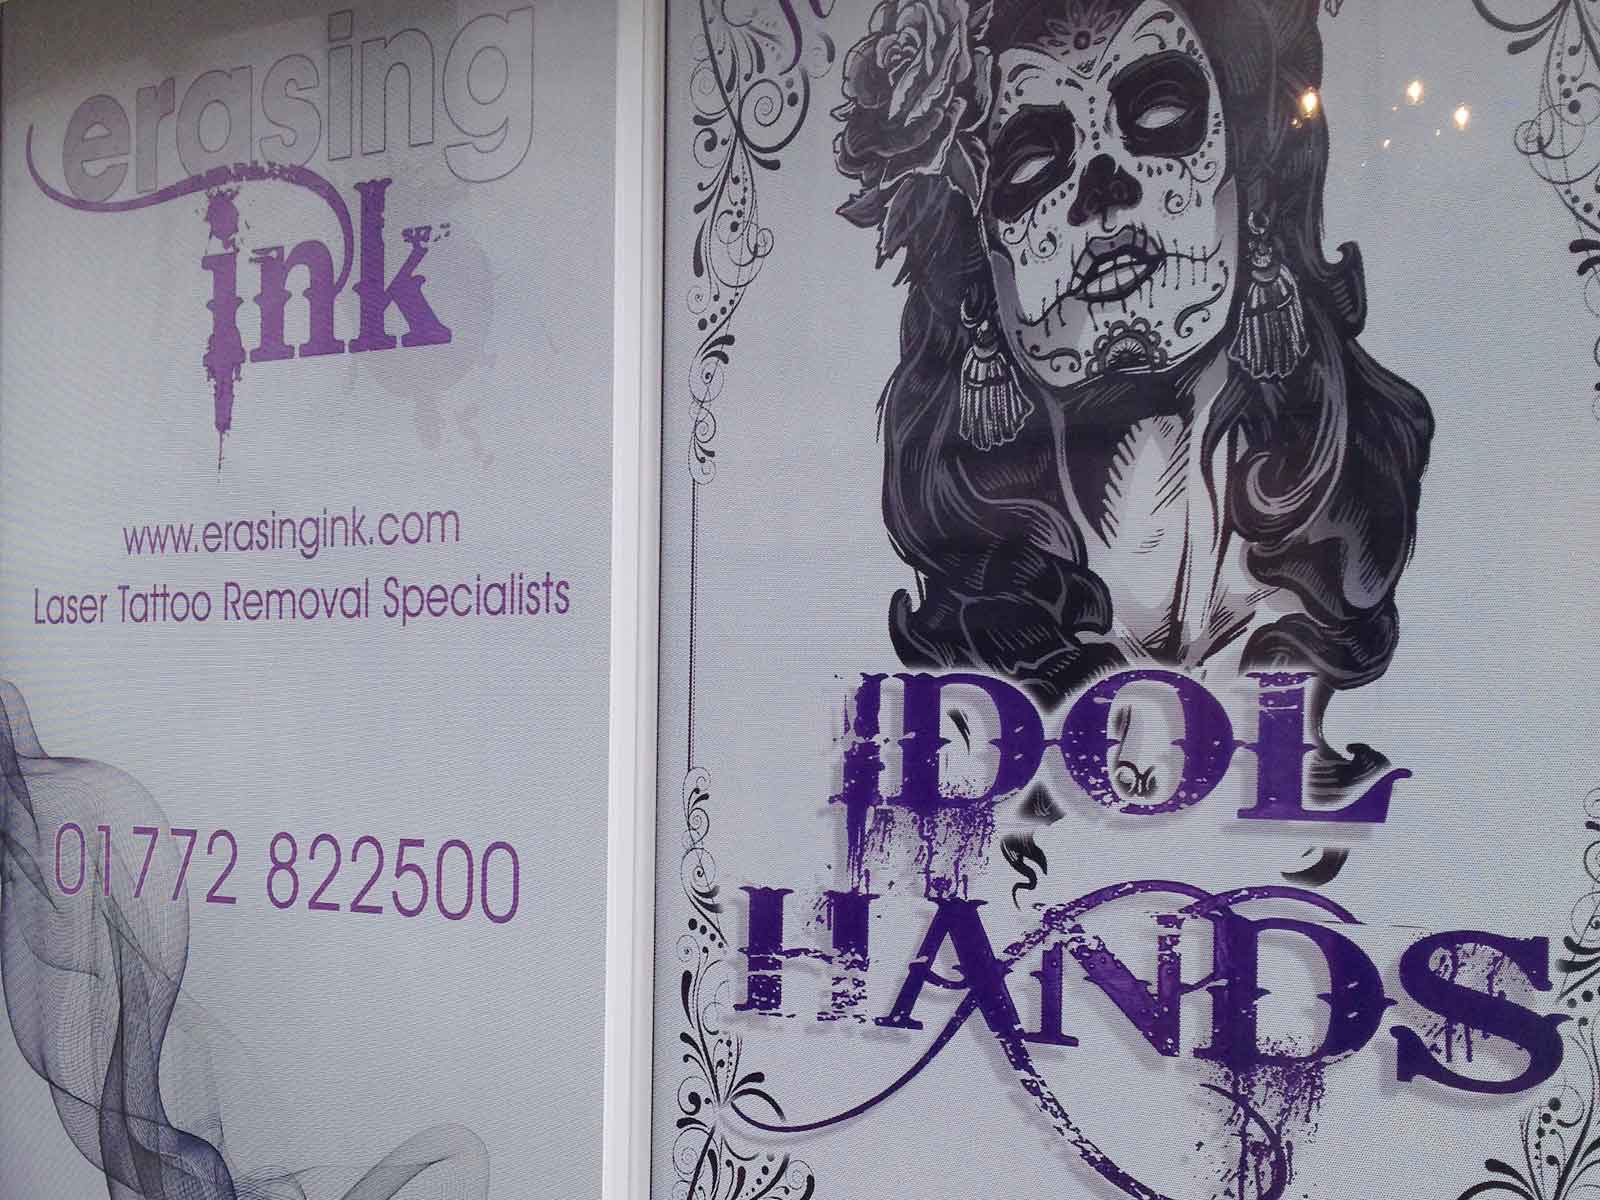 erasing
ink
www.erasingink.com
Laser Tattoo Removal Specialists
01772 822500
IDOL
HANDS